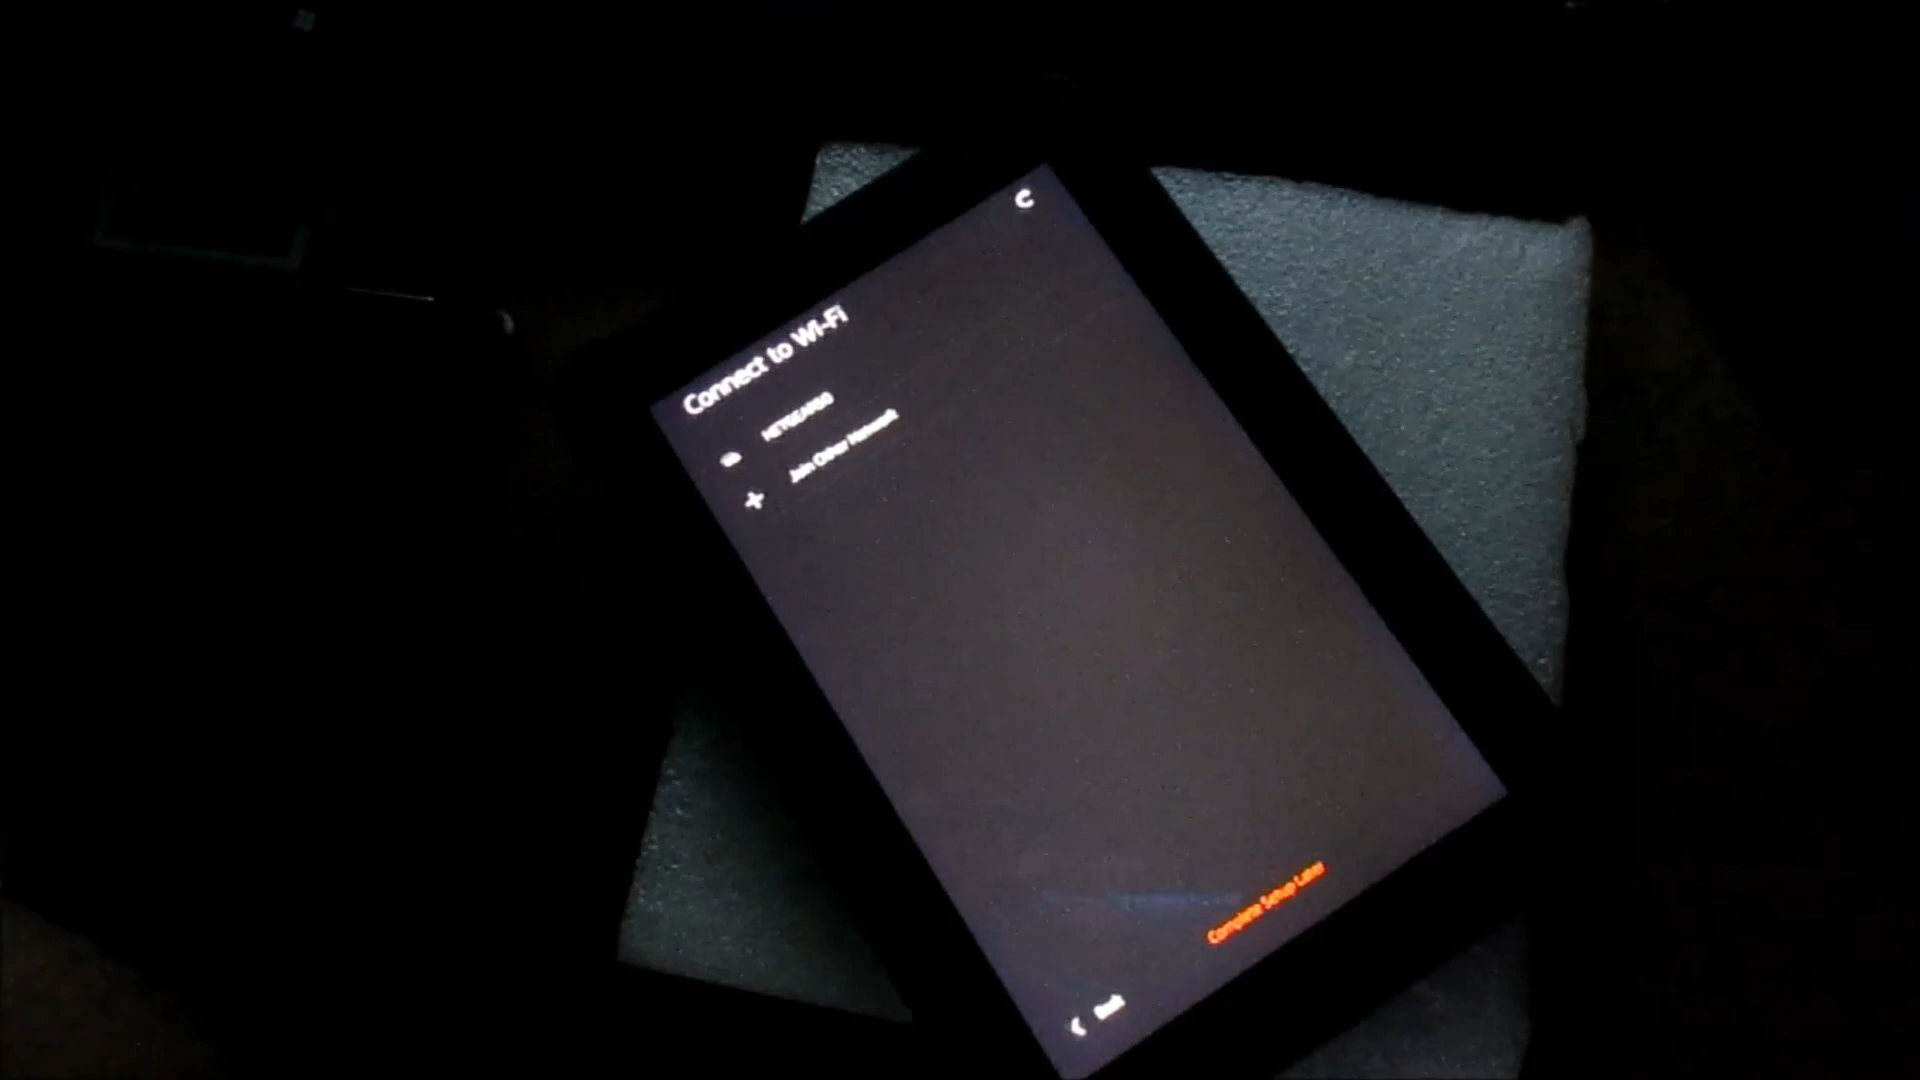 Connect to Wi-Fi
Join Other Network
Complete Setup Later
Back